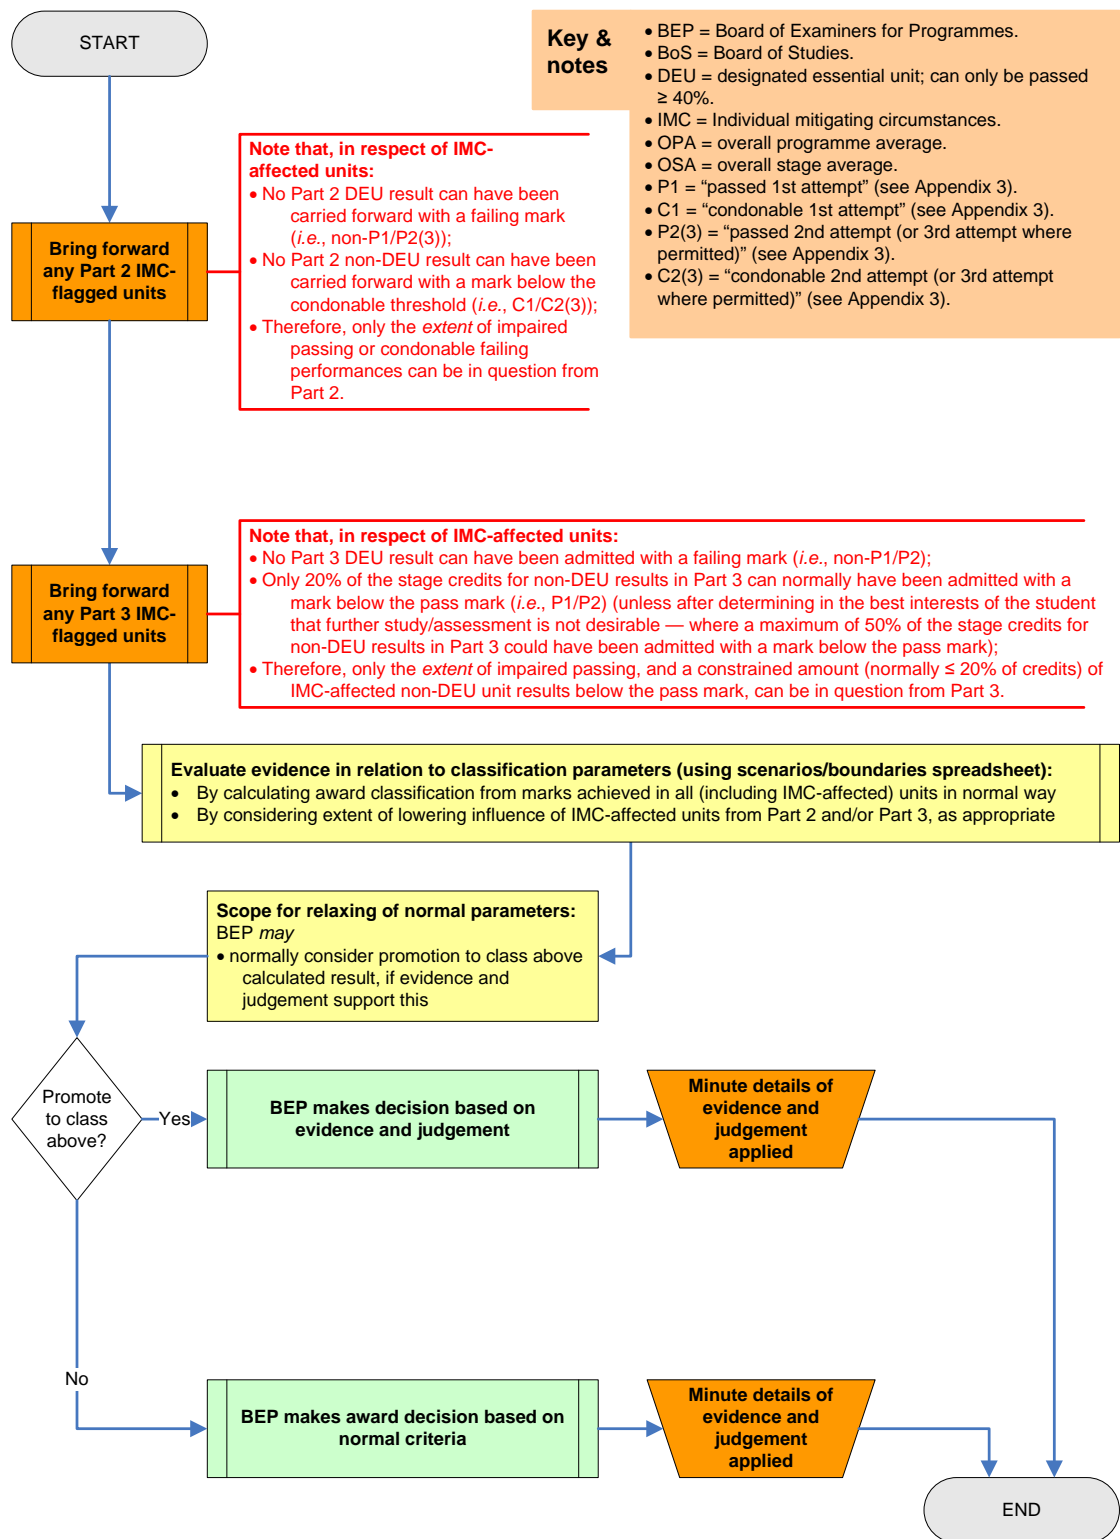 START
Key &
notes
• BEP = Board of Examiners for Programmes.
• BoS = Board of Studies.
• DEU = designated essential unit; can only be passed
≥ 40%.
• IMC = Individual mitigating circumstances.
• OPA = overall programme average.
• OSA = overall stage average.
• P1 = “passed 1st attempt” (see Appendix 3).
• C1 = “condonable 1st attempt” (see Appendix 3).
• P2(3) = “passed 2nd attempt (or 3rd attempt where
permitted)” (see Appendix 3).
• C2(3) = “condonable 2nd attempt (or 3rd attempt
where permitted)” (see Appendix 3).
Bring forward
any Part 2 IMC-
flagged units
Note that, in respect of IMC-
affected units:
• No Part 2 DEU result can have been
carried forward with a failing mark
(i.e., non-P1/P2(3));
• No Part 2 non-DEU result can have been
carried forward with a mark below the
condonable threshold (i.e., C1/C2(3));
• Therefore, only the extent of impaired
passing or condonable failing
performances can be in question from
Part 2.
Bring forward
any Part 3 IMC-
flagged units
Note that, in respect of IMC-affected units:
• No Part 3 DEU result can have been admitted with a failing mark (i.e., non-P1/P2);
• Only 20% of the stage credits for non-DEU results in Part 3 can normally have been admitted with a
mark below the pass mark (i.e., P1/P2) (unless after determining in the best interests of the student
that further study/assessment is not desirable — where a maximum of 50% of the stage credits for
non-DEU results in Part 3 could have been admitted with a mark below the pass mark);
• Therefore, only the extent of impaired passing, and a constrained amount (normally ≤ 20% of credits) of
IMC-affected non-DEU unit results below the pass mark, can be in question from Part 3.
Evaluate evidence in relation to classification parameters (using scenarios/boundaries spreadsheet):
• By calculating award classification from marks achieved in all (including IMC-affected) units in normal way
• By considering extent of lowering influence of IMC-affected units from Part 2 and/or Part 3, as appropriate
Scope for relaxing of normal parameters:
BEP may
• normally consider promotion to class above
calculated result, if evidence and
judgement support this
Promote
to class
above?
Yes
BEP makes decision based on
evidence and judgement
Minute details of
evidence and
judgement
applied
No
BEP makes award decision based on
normal criteria
Minute details of
evidence and
judgement
applied
END